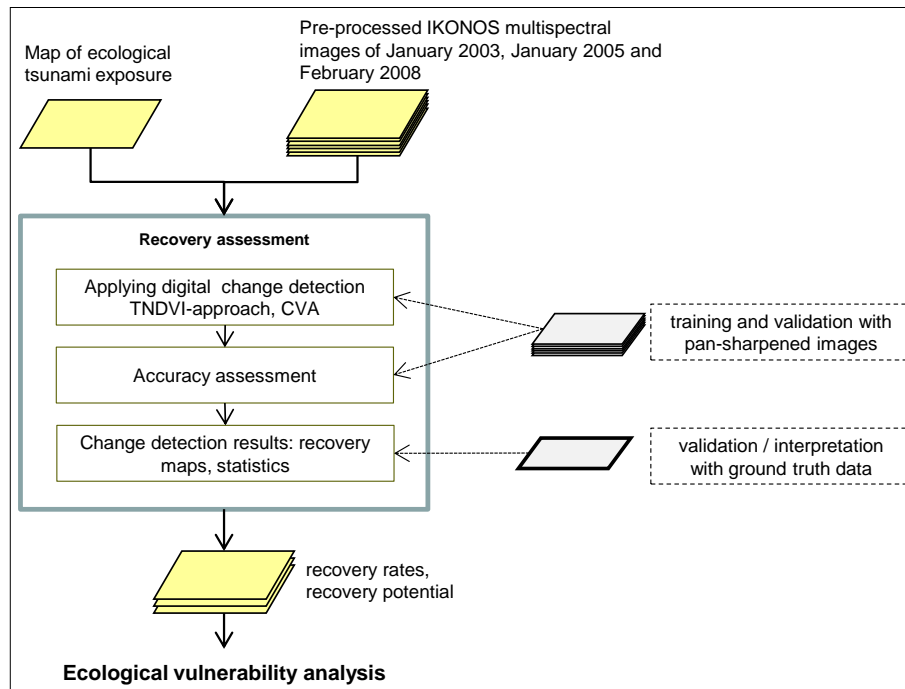 Map of ecological
tsunami exposure
Pre-processed IKONOS multispectral
images of January 2003, January 2005 and
February 2008
Recovery assessment
Applying digital change detection
TNDVI-approach, CVA
Accuracy assessment
Change detection results: recovery
maps, statistics
training and validation with
pan-sharpened images
validation / interpretation
with ground truth data
recovery rates,
recovery potential
Ecological vulnerability analysis